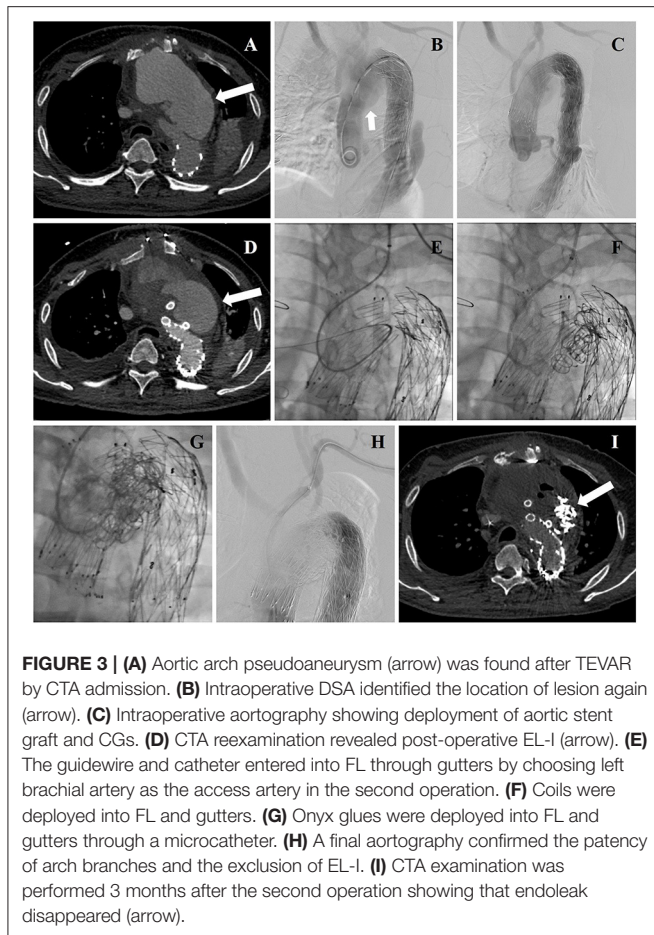 A
B
C
D
E
F
G
H
I
FIGURE 3 | (A) Aortic arch pseudoaneurysm (arrow) was found after TEVAR
by CTA admission. (B) Intraoperative DSA identified the location of lesion again
(arrow). (C) Intraoperative aortography showing deployment of aortic stent
graft and CGs. (D) CTA reexamination revealed post-operative EL-I (arrow). (E)
The guidewire and catheter entered into FL through gutters by choosing left
brachial artery as the access artery in the second operation. (F) Coils were
deployed into FL and gutters. (G) Onyx glues were deployed into FL and
gutters through a microcatheter. (H) A final aortography confirmed the patency
of arch branches and the exclusion of EL-I. (I) CTA examination was
performed 3 months after the second operation showing that endoleak
disappeared (arrow).